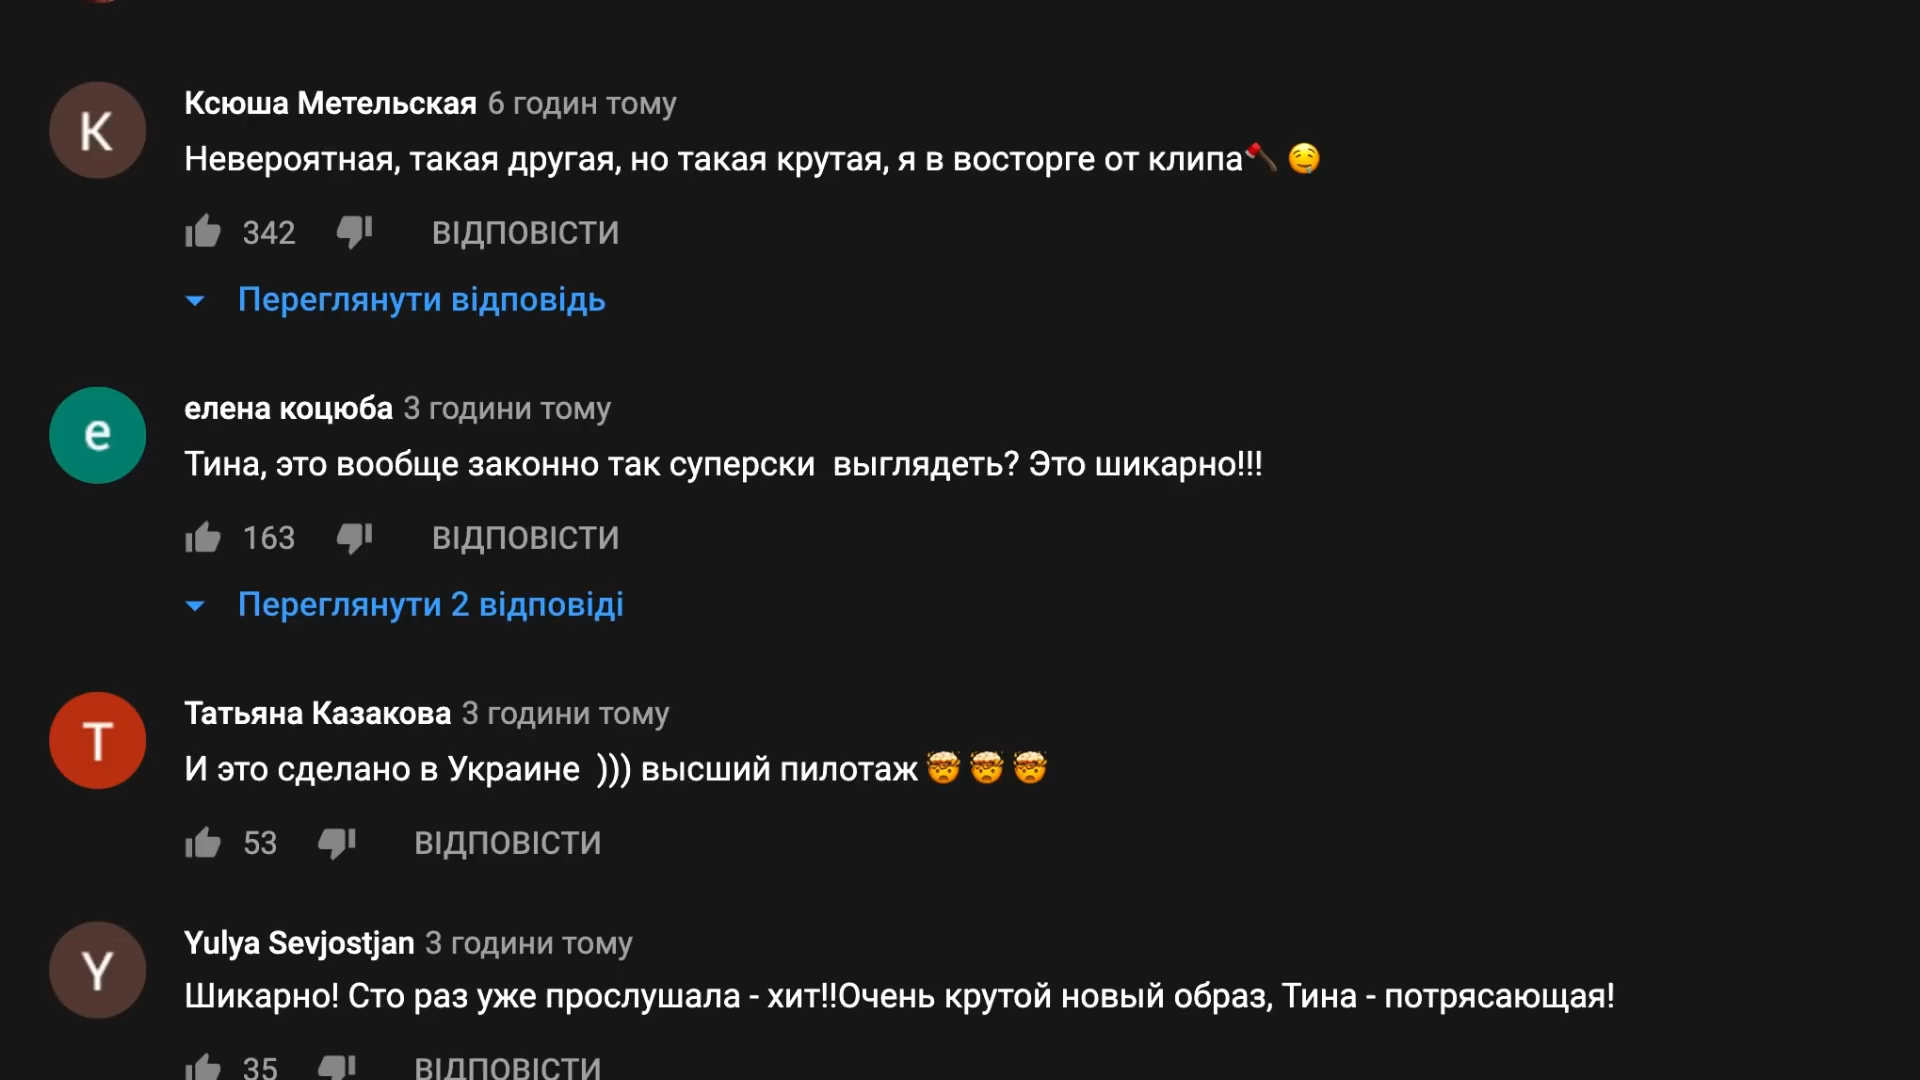 К
Ксюша Метельская 6 годин тому
Невероятная, такая другая, но такая крутая, я в восторге от клипа🪓 🤤
342 ВІДПОВІСТИ
Переглянути відповідь
е
елена коцюба 3 години тому
Тина, это вообще законно так суперски выглядеть? Это шикарно!!!
163 ВІДПОВІСТИ
Переглянути 2 відповіді
Т
Татьяна Казакова 3 години тому
И это сделано в Украине ))) высший пилотаж 🤯 🤯 🤯
53 ВІДПОВІСТИ
Y
Yulya Sevjostjan 3 години тому
Шикарно! Сто раз уже прослушала - хит!!Очень крутой новый образ, Тина - потрясающая!
35 ВІДПОВІСТИ